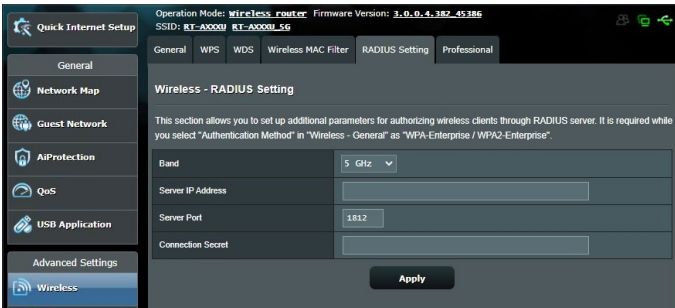 Quick Internet Setup
General
Network Map
Guest Network
AiProtection
QoS
USB Application
Advanced Settings
Wireless
Operation Mode: Wireless router Firmware Version: 3.0.0.4.382_45386
SSID: RT-AXXXU RT-AXXXU_5G
General WPS WDS Wireless MAC Filter RADIUS Setting Professional
Wireless - RADIUS Setting
This section allows you to set up additional parameters for authorizing wireless clients through RADIUS server. It is required while
you select "Authentication Method" in "Wireless - General" as "WPA-Enterprise / WPA2-Enterprise".
Band 5 GHz
Server IP Address
Server Port 1812
Connection Secret
Apply